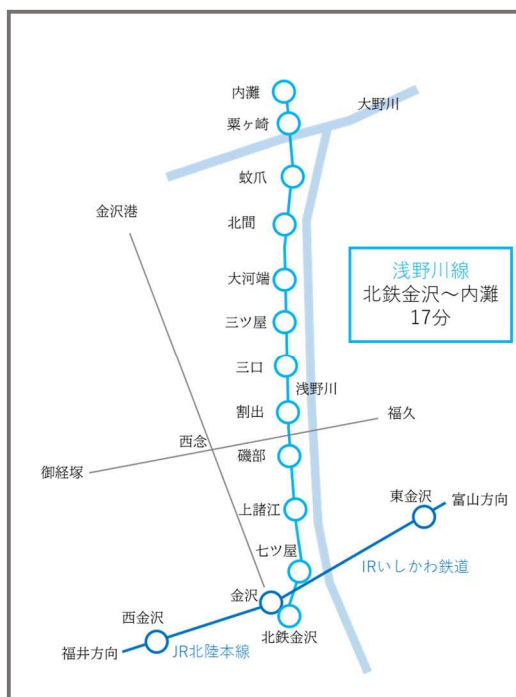 内灘
大野川
粟ヶ崎
蚊爪
金沢港
北間
浅野川線
北鉄金沢～内灘
17分
大河端
三ツ屋
三口
浅野川
割出
福久
西念
磯部
御経塚
東金沢
富山方向
上諸江
七ツ屋
IRいしかわ鉄道
金沢
西金沢
北鉄金沢
福井方向
JR北陸本線